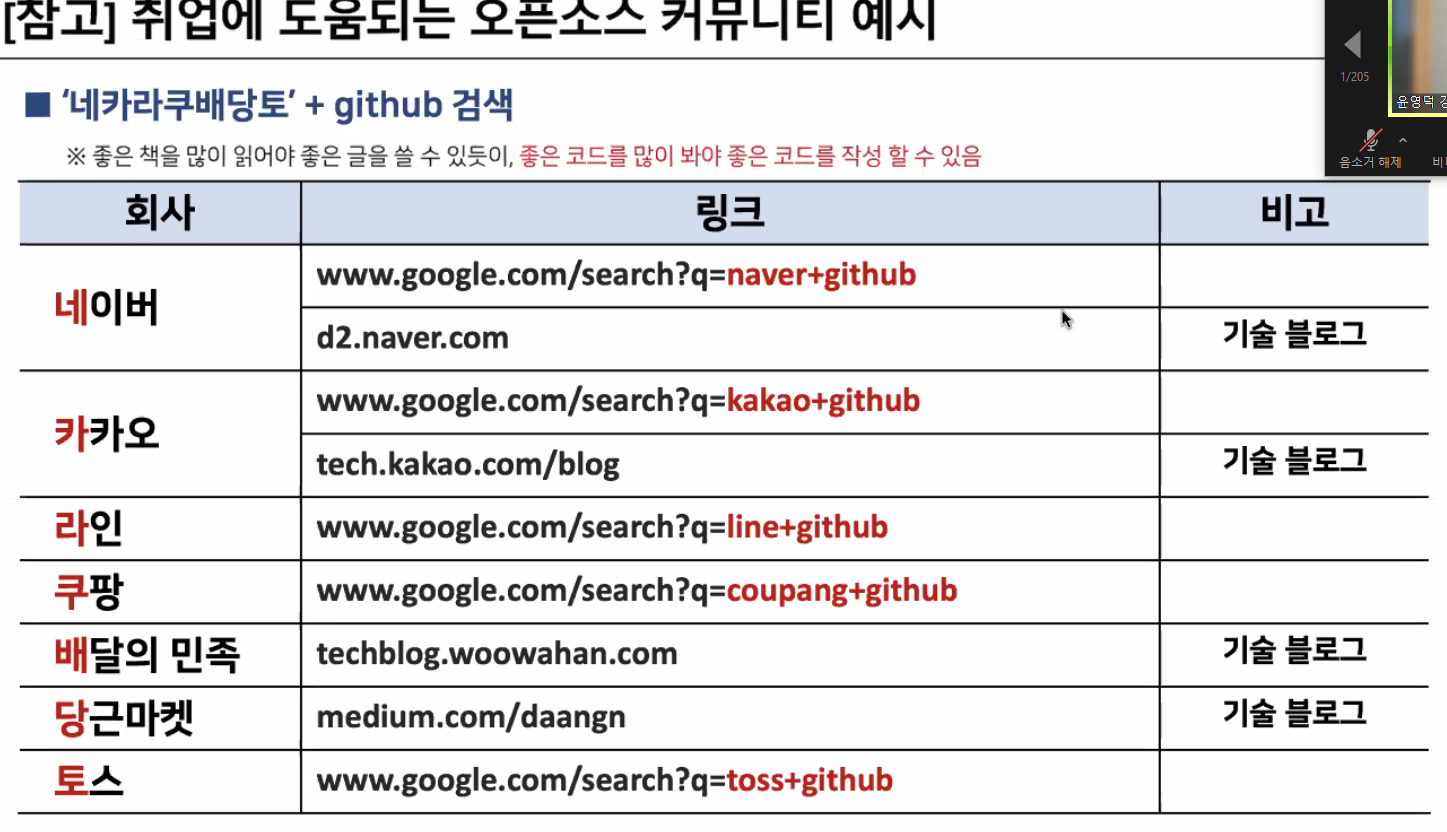 [참고] 취업에 도움되는 오픈소스 커뮤니티 예시
1/205
윤영덕
음소거 해제
■ ‘네카라쿠배당토’ + github 검색
※ 좋은 책을 많이 읽어야 좋은 글을 쓸 수 있듯이, 좋은 코드를 많이 봐야 좋은 코드를 작성 할 수 있음
회사 링크 비고
네이버 www.google.com/search?q=naver+github
d2.naver.com 기술 블로그
카카오 www.google.com/search?q=kakao+github
tech.kakao.com/blog 기술 블로그
라인 www.google.com/search?q=line+github
쿠팡 www.google.com/search?q=coupang+github
배달의 민족 techblog.woowahan.com 기술 블로그
당근마켓 medium.com/daangn 기술 블로그
토스 www.google.com/search?q=toss+github